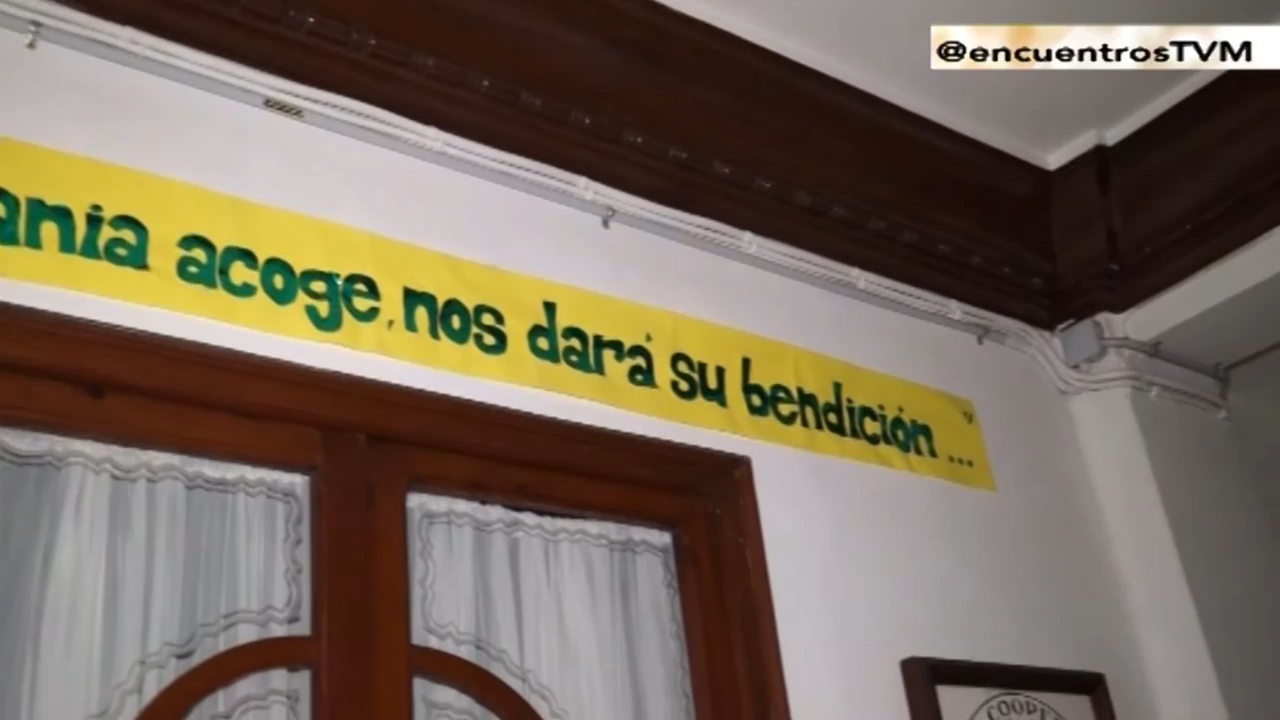 @encuentrosTVM
ania acoge, nos dará su bendición ..."